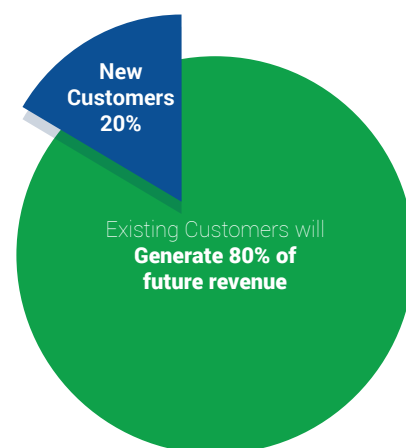 New
Customers
20%
Existing Customers will
Generate 80% of
future revenue